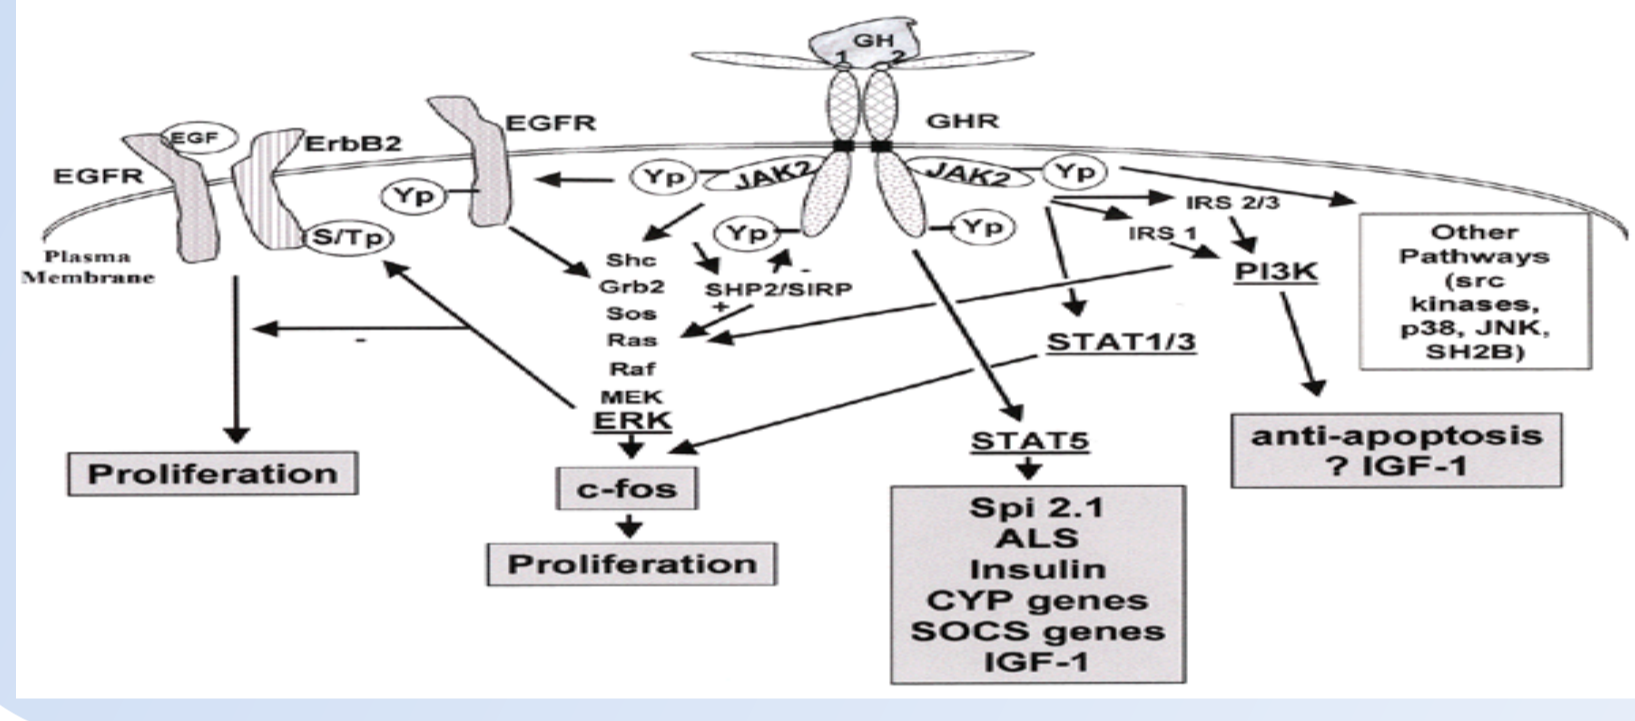 GH
1 2
EGFR
GHR
EGF
ErbB2
EGFR
Yp
JAK2
JAK2
Yp
Yp
IRS 2/3
S/Tp
Yp
Yp
IRS 1
Plasma
Membrane
Shc
Grb2
Sos
Ras
Raf
MEK
ERK
-
SHP2/SIRP
+
PI3K
Other
Pathways
(src
kinases,
p38, JNK,
SH2B)
-
STAT1/3
STAT5
anti-apoptosis
? IGF-1
Proliferation
c-fos
Proliferation
Spi 2.1
ALS
Insulin
CYP genes
SOCS genes
IGF-1